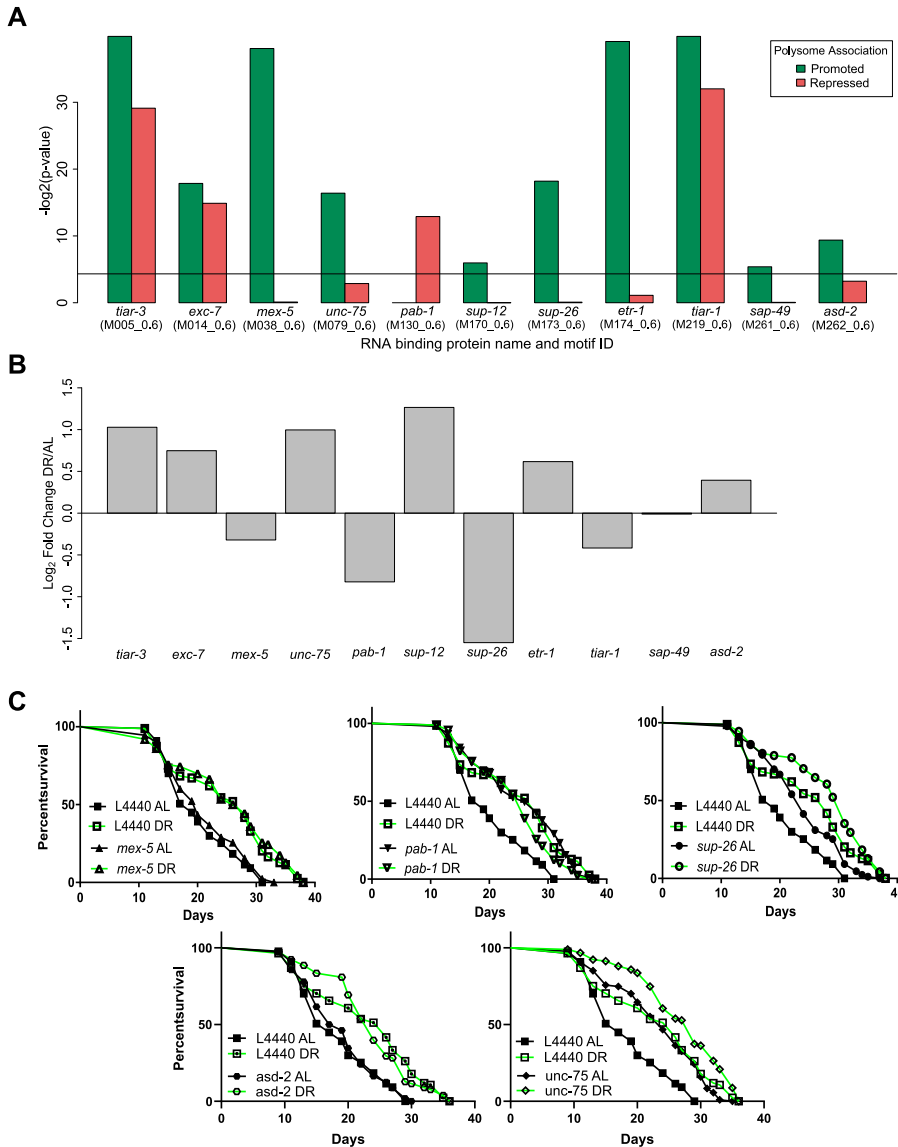 A
Polysome Association
Promoted
Repressed
-log2(p-value)
30
20
10
0
tiar-3 exc-7 mex-5 unc-75 pab-1 sup-12 sup-26 etr-1 tiar-1 sap-49 asd-2
(M005_0.6) (M014_0.6) (M038_0.6) (M079_0.6) (M130_0.6) (M170_0.6) (M173_0.6) (M174_0.6) (M219_0.6) (M261_0.6) (M262_0.6)
RNA binding protein name and motif ID
B
Log2 Fold Change DR/AL
1.5
1.0
0.5
0.0
-0.5
-1.0
-1.5
tiar-3 exc-7 mex-5 unc-75 pab-1 sup-12 sup-26 etr-1 tiar-1 sap-49 asd-2
C
Percentsurvival
100
50
0
L4440 AL
L4440 DR
mex-5 AL
mex-5 DR
0 10 20 30 40
Days
100
50
0
L4440 AL
L4440 DR
pab-1 AL
pab-1 DR
0 10 20 30 40
Days
100
50
0
L4440 AL
L4440 DR
sup-26 AL
sup-26 DR
0 10 20 30 4
Days
Percentsurvival
100
50
0
L4440 AL
L4440 DR
asd-2 AL
asd-2 DR
0 10 20 30 40
Days
100
50
0
L4440 AL
L4440 DR
unc-75 AL
unc-75 DR
0 10 20 30 40
Days